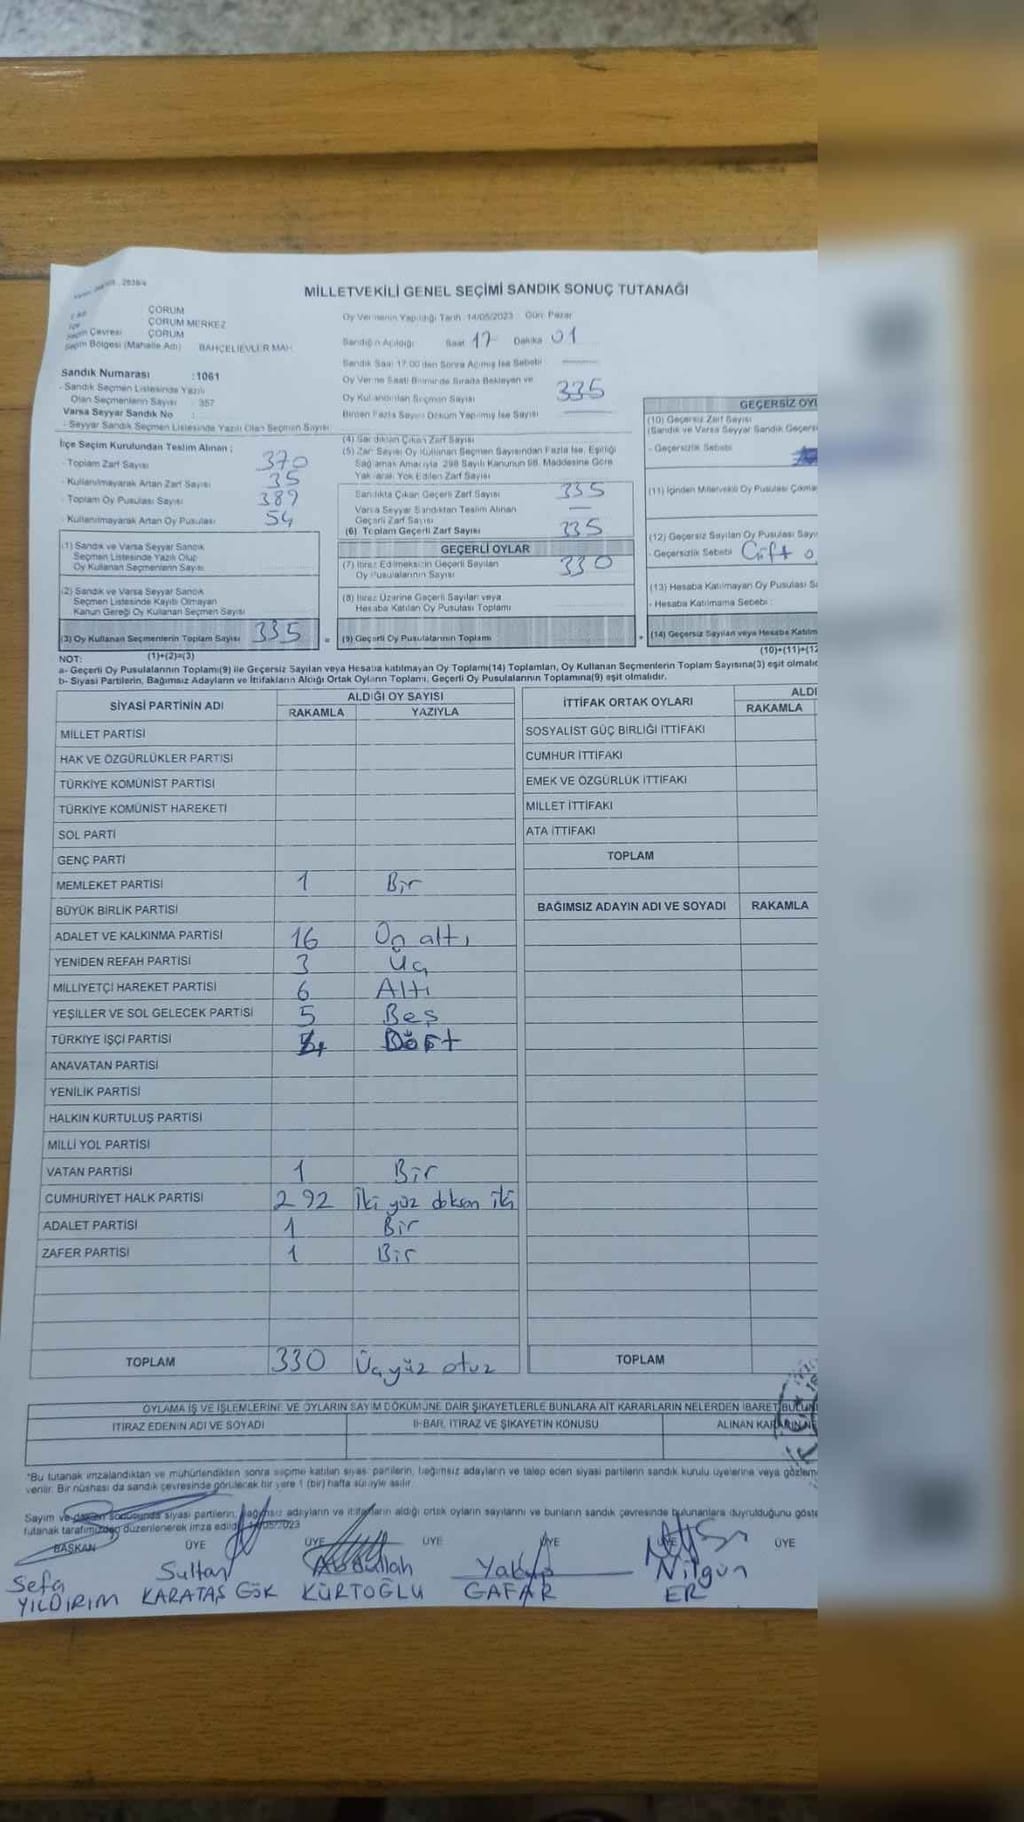 MİLLETVEKİLİ GENEL SEÇİMİ SANDIK SONUÇ TUTANAĞI
ÇORUM
ÇORUM MERKEZ
Seçim Çevresi ÇORUM
Seçim Bölgesi (Mahalle Adı) BAHÇELİEVLER MAH.
Oy Vermenin Yapıldığı Tarih :14/05/2023 Gün: Pazar
Sandığın Açıldığı Saat 17 Dakika 01
Sandık Saat 17.00'den Sonra Açılmış İse Sebebi
Oy Verme Saati Bitiminde Sırada Bekleyen ve
Oy Kullandırılan Seçmen Sayısı 335
Birden Fazla Sayım Döküm Yapılmış İse Sayısı
Sandık Numarası :1061
- Sandık Seçmen Listesinde Yazılı
Olan Seçmenlerin Sayısı : 357
Varsa Seyyar Sandık No
- Seyyar Sandık Seçmen Listesinde Yazılı Olan Seçmen Sayısı
İlçe Seçim Kurulundan Teslim Alınan ;
- Toplam Zarf Sayısı 370
- Kullanılmayarak Artan Zarf Sayısı 35
- Toplam Oy Pusulası Sayısı 389
- Kullanılmayarak Artan Oy Pusulası 54
(1) Sandık ve Varsa Seyyar Sandık
Seçmen Listesinde Yazılı Olup
Oy Kullanan Seçmenlerin Sayısı
(2) Sandık ve Varsa Seyyar Sandık
Seçmen Listesinde Kayıtlı Olmayan
Kanun Gereği Oy Kullanan Seçmen Sayısı
(3) Oy Kullanan Seçmenlerin Toplam Sayısı 335
(4) Sandıktan Çıkan Zarf Sayısı
(5) Zarf Sayısı Oy Kullanan Seçmen Sayısından Fazla İse, Eşitliği
Sağlamak Amacıyla 298 Sayılı Kanunun 98. Maddesine Göre
Yakılarak Yok Edilen Zarf Sayısı
Sandıkta Çıkan Geçerli Zarf Sayısı 335
Varsa Seyyar Sandıktan Teslim Alınan
Geçerli Zarf Sayısı
(6) Toplam Geçerli Zarf Sayısı 335
GEÇERLİ OYLAR
(7) İtiraz Edilmeksizin Geçerli Sayılan
Oy Pusulalarının Sayısı 330
(8) İtiraz Üzerine Geçerli Sayılan veya
Hesaba Katılan Oy Pusulası Toplamı
= (9) Geçerli Oy Pusulalarının Toplamı
GEÇERSİZ OYL
(10) Geçersiz Zarf Sayısı
(Sandık ve Varsa Seyyar Sandık Geçers
- Geçersizlik Sebebi
(11) İçinden Milletvekili Oy Pusulası Çıkma
(12) Geçersiz Sayılan Oy Pusulası Sayı
- Geçersizlik Sebebi Çift o
(13) Hesaba Katılmayan Oy Pusulası Sa
- Hesaba Katılmama Sebebi :
+ (14) Geçersiz Sayılan veya Hesaba Katılm
NOT: (1)+(2)=(3) (10)+(11)+(12
a- Geçerli Oy Pusulalarının Toplamı(9) ile Geçersiz Sayılan veya Hesaba katılmayan Oy Toplamı(14) Toplamları, Oy Kullanan Seçmenlerin Toplam Sayısına(3) eşit olmalıd
b- Siyasi Partilerin, Bağımsız Adayların ve İttifakların Aldığı Ortak Oyların Toplamı, Geçerli Oy Pusulalarının Toplamına(9) eşit olmalıdır.
SİYASİ PARTİNİN ADI ALDIĞI OY SAYISI
RAKAMLA YAZIYLA
MİLLET PARTİSİ
HAK VE ÖZGÜRLÜKLER PARTİSİ
TÜRKİYE KOMÜNİST PARTİSİ
TÜRKİYE KOMÜNİST HAREKETİ
SOL PARTİ
GENÇ PARTİ
MEMLEKET PARTİSİ 1 Bir
BÜYÜK BİRLİK PARTİSİ
ADALET VE KALKINMA PARTİSİ 16 On altı
YENİDEN REFAH PARTİSİ 3 Üç
MİLLİYETÇİ HAREKET PARTİSİ 6 Altı
YEŞİLLER VE SOL GELECEK PARTİSİ 5 Beş
TÜRKİYE İŞÇİ PARTİSİ 4 Dört
ANAVATAN PARTİSİ
YENİLİK PARTİSİ
HALKIN KURTULUŞ PARTİSİ
MİLLİ YOL PARTİSİ
VATAN PARTİSİ 1 Bir
CUMHURİYET HALK PARTİSİ 292 İki yüz doksan iki
ADALET PARTİSİ 1 Bir
ZAFER PARTİSİ 1 Bir
TOPLAM 330 Üç yüz otuz
İTTİFAK ORTAK OYLARI ALDI
RAKAMLA
SOSYALİST GÜÇ BİRLİĞİ İTTİFAKI
CUMHUR İTTİFAKI
EMEK VE ÖZGÜRLÜK İTTİFAKI
MİLLET İTTİFAKI
ATA İTTİFAKI
TOPLAM
BAĞIMSIZ ADAYIN ADI VE SOYADI RAKAMLA
TOPLAM
OYLAMA İŞ VE İŞLEMLERİNE VE OYLARIN SAYIM DÖKÜMÜNE DAİR ŞİKAYETLERLE BUNLARA AİT KARARLARIN NELERDEN İBARET BULUN
İTİRAZ EDENİN ADI VE SOYADI İHBAR, İTİRAZ VE ŞİKAYETİN KONUSU ALINAN KARARIN
*Bu tutanak imzalandıktan ve mühürlendikten sonra seçime katılan siyasi partilerin, bağımsız adayların ve talep eden siyasi partilerin sandık kurulu üyelerine veya gözlem
verilir. Bir nüshası da sandık çevresinde görülecek bir yere 1 (bir) hafta süreyle asılır.
Sayım ve döküm sonucunda siyasi partilerin, bağımsız adayların ve ittifakların aldığı ortak oyların sayılarını ve bunların sandık çevresinde bulunanlara duyrulduğunu göste
tutanak tarafımızdan düzenlenerek imza edildi.
BAŞKAN ÜYE ÜYE ÜYE ÜYE ÜYE ÜYE
Sefa YILDIRIM
Sultan KARATAŞ GÖK
Abdullah KÜRTOĞLU
Yakup GAFAR
Nilgün ER